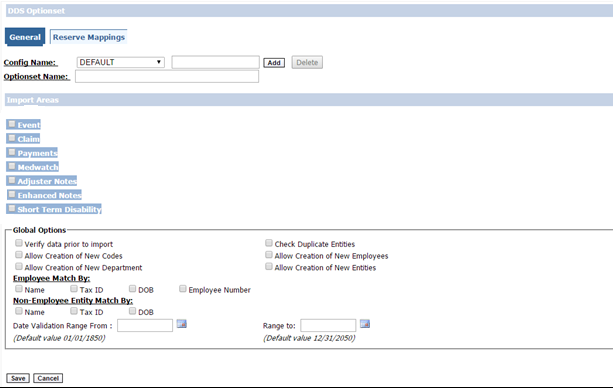 DDS Optionset
General Reserve Mappings
Config Name: DEFAULT Add Delete
Optionset Name:
Import Areas
Event
Claim
Payments
Medwatch
Adjuster Notes
Enhanced Notes
Short Term Disability
Global Options
Verify data prior to import Check Duplicate Entities
Allow Creation of New Codes Allow Creation of New Employees
Allow Creation of New Department Allow Creation of New Entities
Employee Match By:
Name Tax ID DOB Employee Number
Non-Employee Entity Match By:
Name Tax ID DOB
Date Validation Range From : Range to:
(Default value 01/01/1850) (Default value 12/31/2050)
Save Cancel